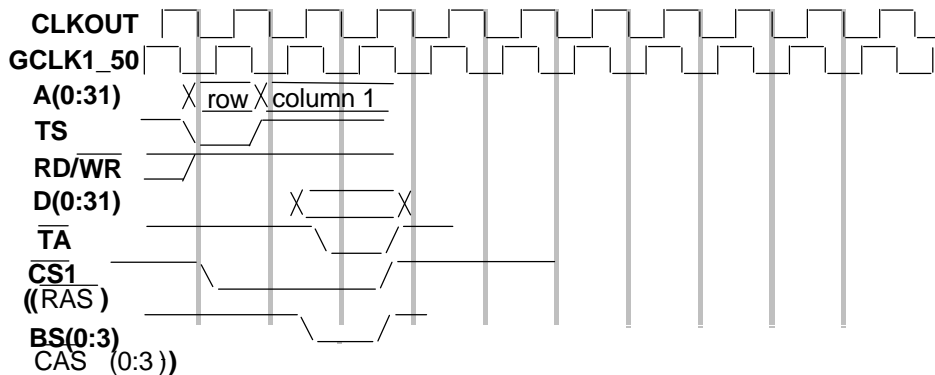 CLKOUT
GCLK1_50
A(0:31) row column 1
TS
RD/WR
D(0:31)
TA
CS1
((RAS )
BS(0:3)
CAS (0:3 ))